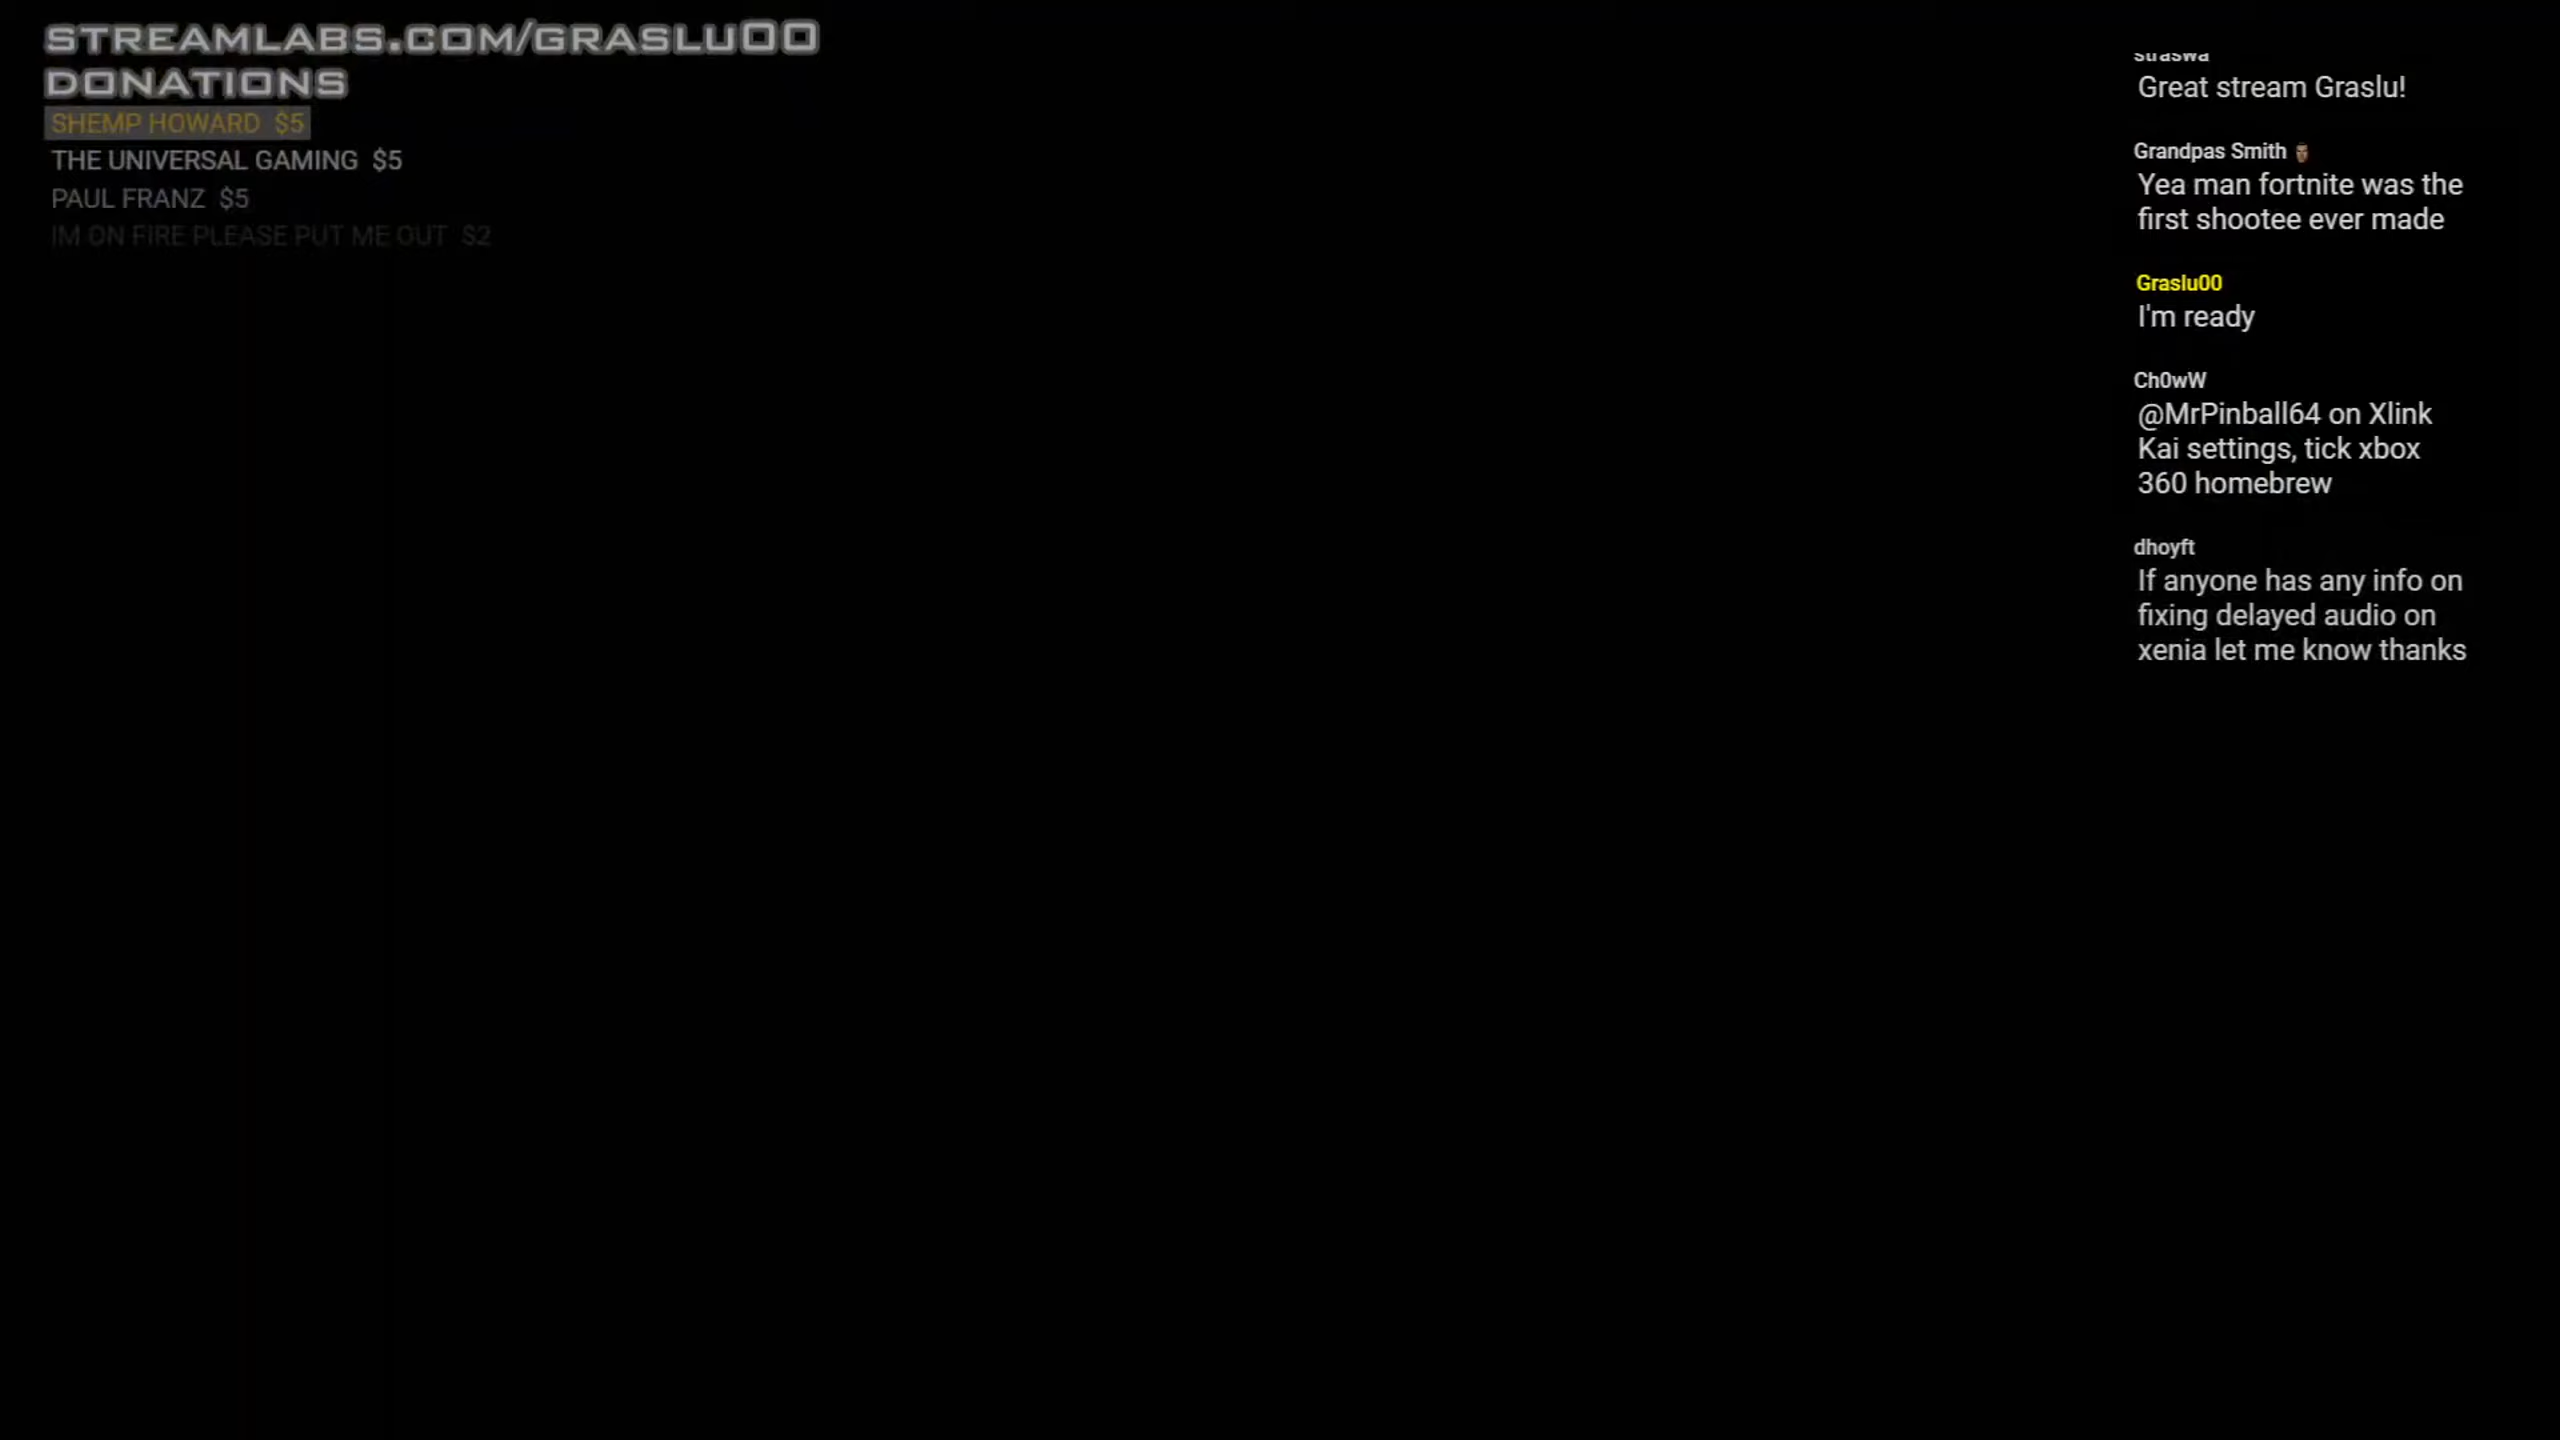 STREAMLABS.COM/GRASLU00
DONATIONS
SHEMP HOWARD $5
THE UNIVERSAL GAMING $5
PAUL FRANZ $5
IM ON FIRE PLEASE PUT ME OUT $2
straswa
Great stream Graslu!
Grandpas Smith
Yea man fortnite was the
first shootee ever made
Graslu00
I'm ready
Ch0wW
@MrPinball64 on Xlink
Kai settings, tick xbox
360 homebrew
dhoyft
If anyone has any info on
fixing delayed audio on
xenia let me know thanks